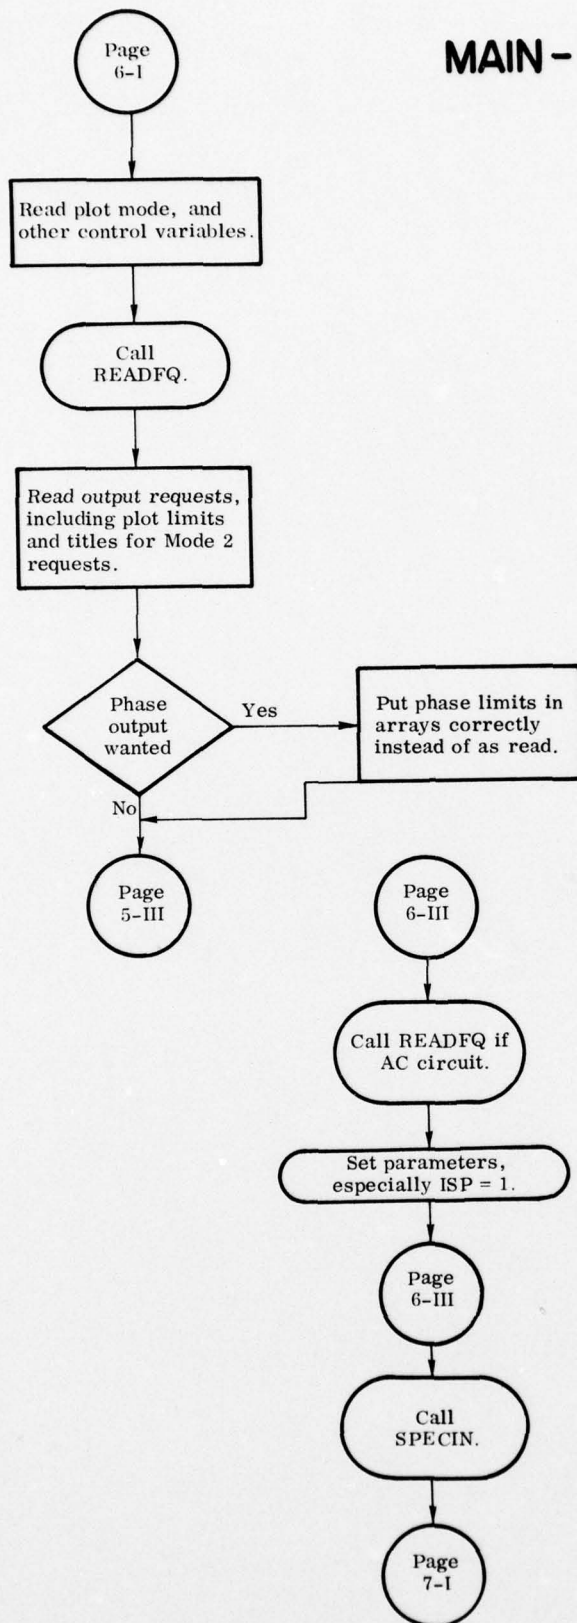 MAIN -
Page
6-I
Read plot mode, and
other control variables.
Call
READFQ.
Read output requests,
including plot limits
and titles for Mode 2
requests.
Phase
output
wanted
Yes
Put phase limits in
arrays correctly
instead of as read.
No
Page
5-III
Page
6-III
Call READFQ if
AC circuit.
Set parameters,
especially ISP = 1.
Page
6-III
Call
SPECIN.
Page
7-I